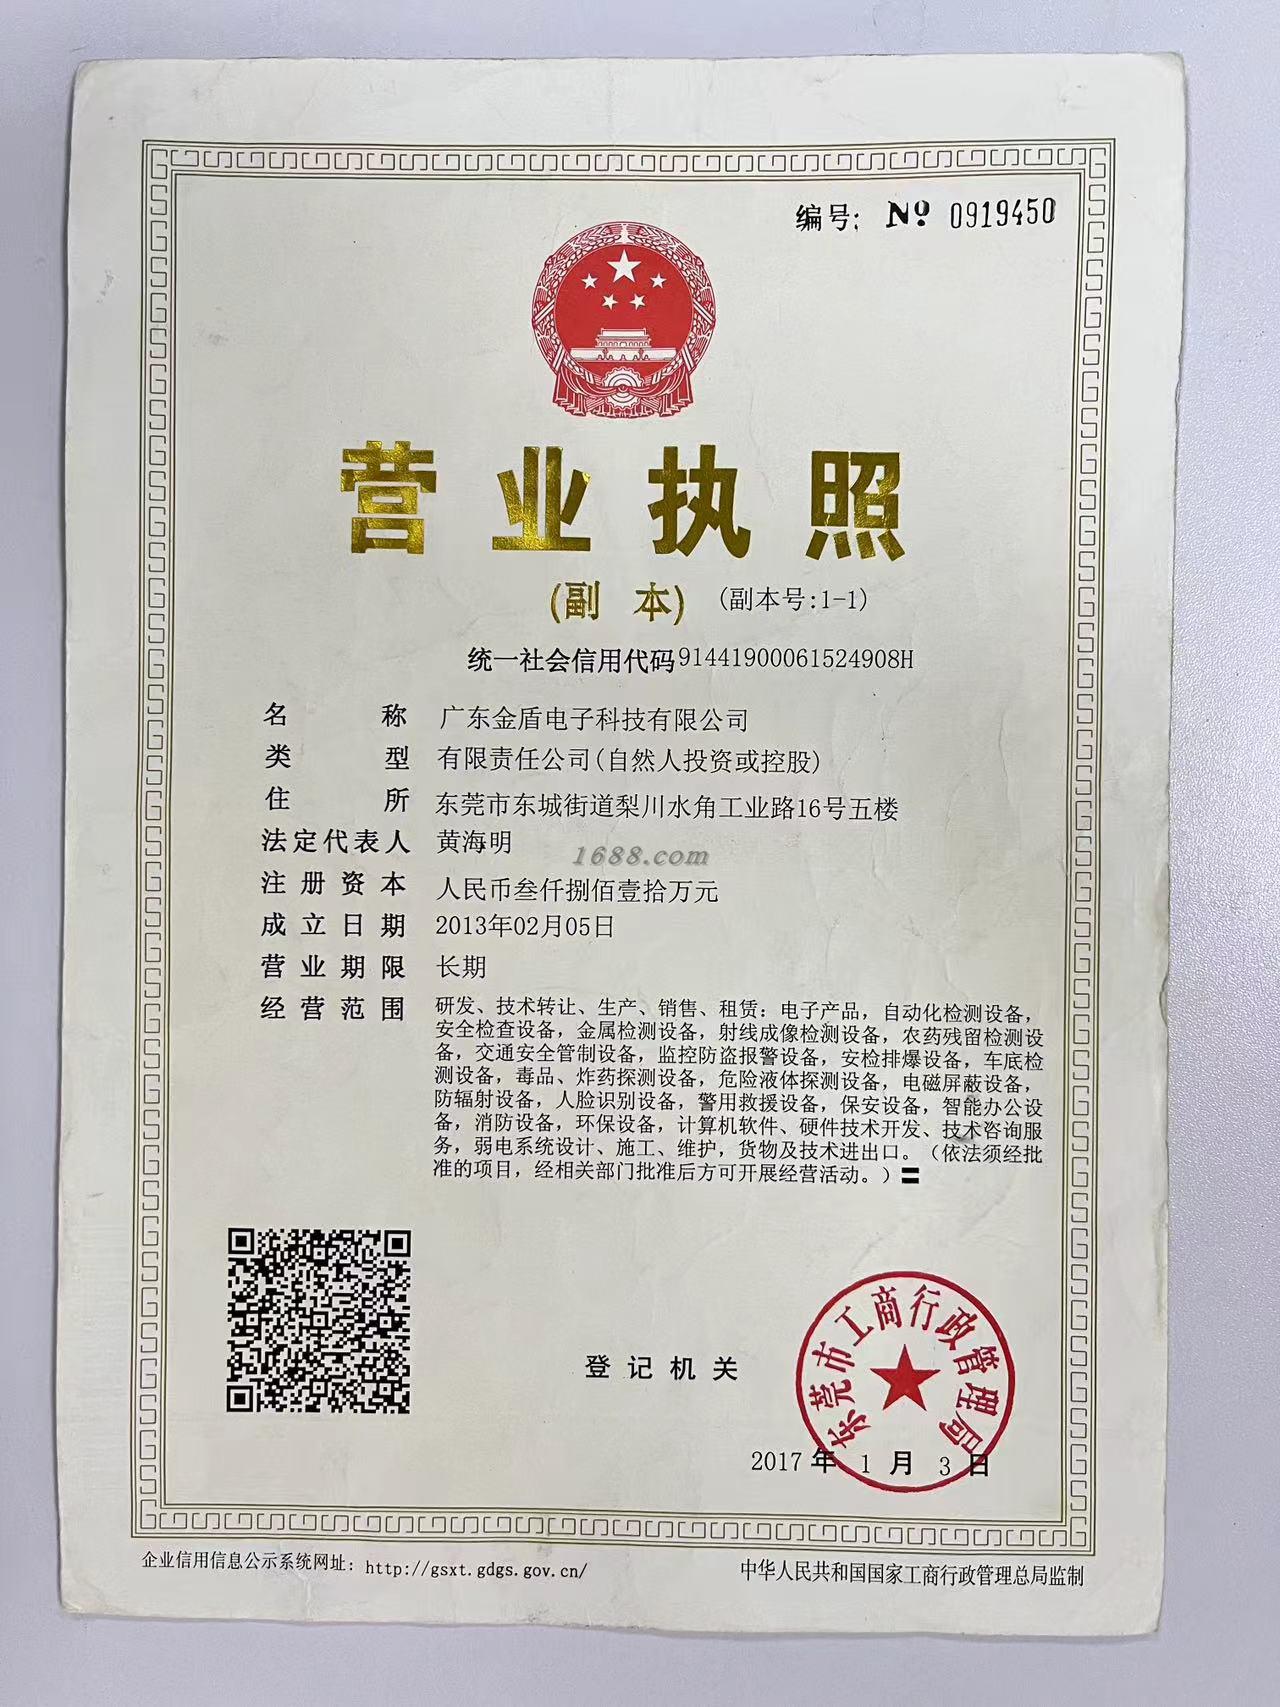 编号: № 0919450
营业执照
(副 本) (副本号:1-1)
统一社会信用代码91441900061524908H
名 称 广东金盾电子科技有限公司
类 型 有限责任公司(自然人投资或控股)
住 所 东莞市东城街道梨川水角工业路16号五楼
法定代表人 黄海明
1688.com
注册资本 人民币叁仟捌佰壹拾万元
成立日期 2013年02月05日
营业期限 长期
经营范围 研发、技术转让、生产、销售、租赁：电子产品，自动化检测设备，
安全检查设备，金属检测设备，射线成像检测设备，农药残留检测设
备，交通安全管制设备，监控防盗报警设备，安检排爆设备，车底检
测设备，毒品、炸药探测设备，危险液体探测设备，电磁屏蔽设备，
防辐射设备，人脸识别设备，警用救援设备，保安设备，智能办公设
备，消防设备，环保设备，计算机软件、硬件技术开发、技术咨询服
务，弱电系统设计、施工、维护，货物及技术进出口。（依法须经批
准的项目，经相关部门批准后方可开展经营活动。）
登记机关
东莞市工商行政管理局
2017年1月3日
企业信用信息公示系统网址：http://gsxt.gdgs.gov.cn/
中华人民共和国国家工商行政管理总局监制